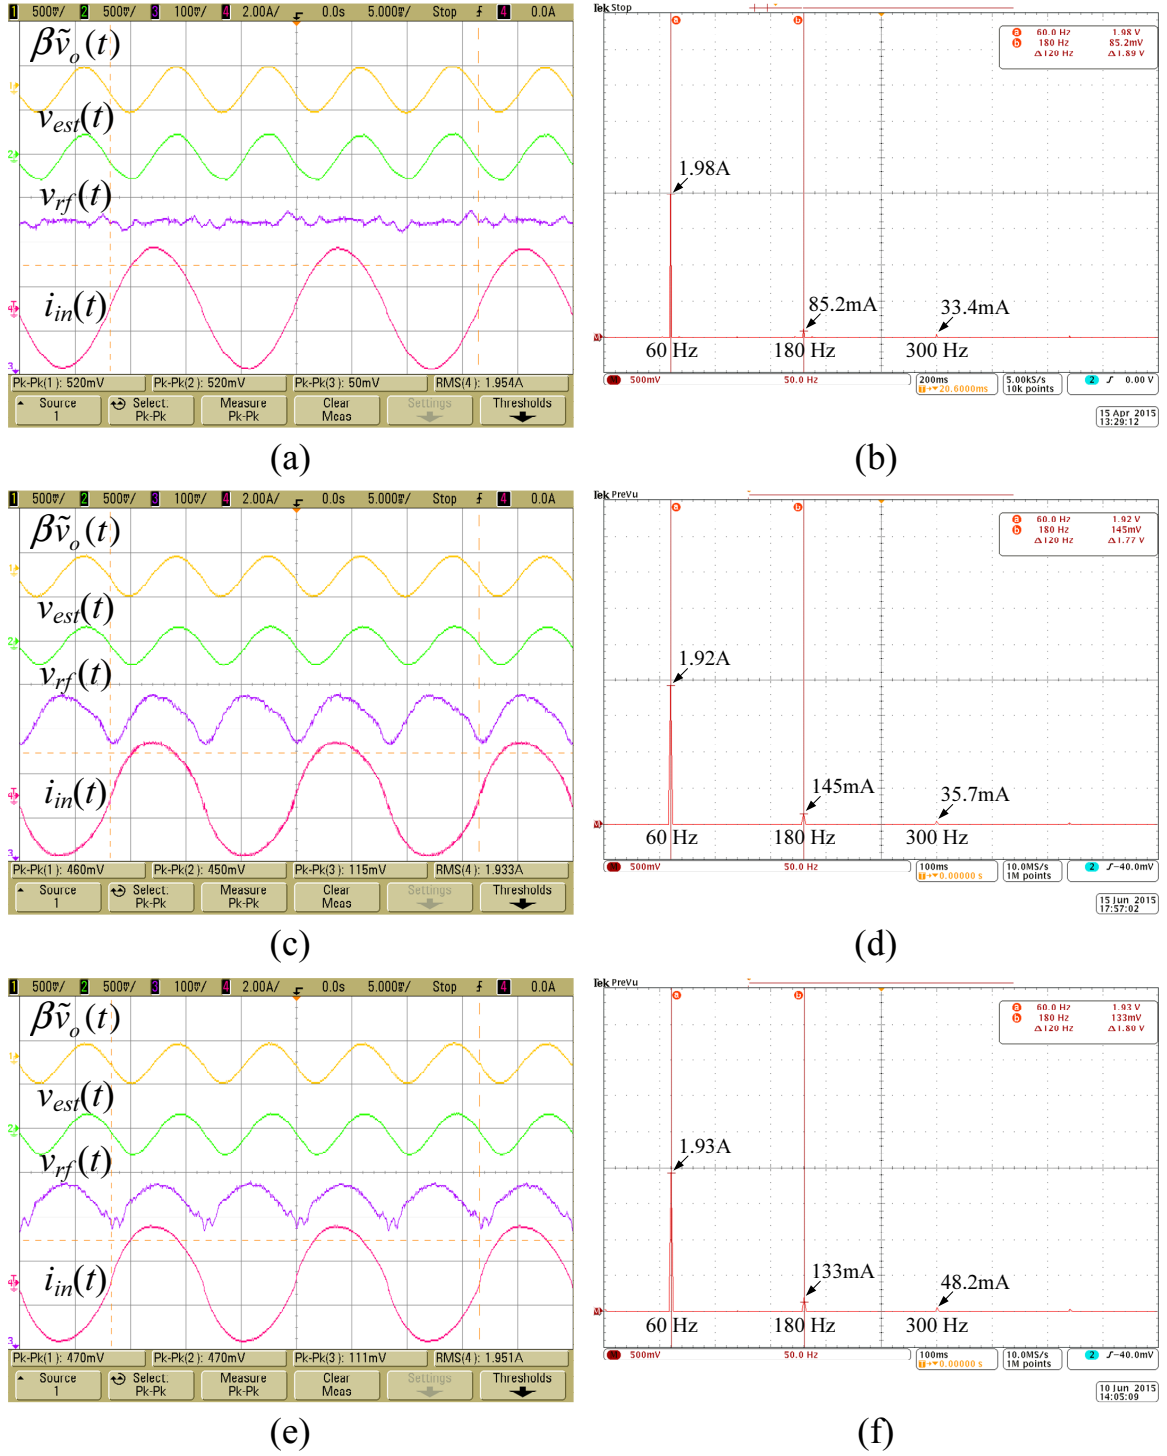 1 500mV/ 2 500mV/ 3 100mV/ 4 2.00A/ 0.0s 5.000ms/ Stop 4 0.0A
βṽo(t)
vest(t)
vrf(t)
iin(t)
Pk-Pk(1): 520mV Pk-Pk(2): 520mV Pk-Pk(3): 50mV RMS(4): 1.954A
Source 1 Select: Pk-Pk Measure Pk-Pk Clear Meas Settings Thresholds
(a)
Tek Stop
a b
a 60.0 Hz 1.98 V
b 180 Hz 85.2mV
Δ120 Hz Δ1.89 V
1.98A
85.2mA
33.4mA
M
60 Hz 180 Hz 300 Hz
M 500mV 50.0 Hz 200ms 5.00kS/s 2 0.00 V
T→▼20.6000ms 10k points
15 Apr 2015
13:29:12
(b)
1 500mV/ 2 500mV/ 3 100mV/ 4 2.00A/ 0.0s 5.000ms/ Stop 4 0.0A
βṽo(t)
vest(t)
vrf(t)
iin(t)
Pk-Pk(1): 460mV Pk-Pk(2): 450mV Pk-Pk(3): 115mV RMS(4): 1.933A
Source 1 Select: Pk-Pk Measure Pk-Pk Clear Meas Settings Thresholds
(c)
Tek PreVu
a b
a 60.0 Hz 1.92 V
b 180 Hz 145mV
Δ120 Hz Δ1.77 V
1.92A
145mA
35.7mA
M
60 Hz 180 Hz 300 Hz
M 500mV 50.0 Hz 100ms 10.0MS/s 2 -40.0mV
T→▼0.00000 s 1M points
15 Jun 2015
17:57:02
(d)
1 500mV/ 2 500mV/ 3 100mV/ 4 2.00A/ 0.0s 5.000ms/ Stop 4 0.0A
βṽo(t)
vest(t)
vrf(t)
iin(t)
Pk-Pk(1): 470mV Pk-Pk(2): 470mV Pk-Pk(3): 111mV RMS(4): 1.951A
Source 1 Select: Pk-Pk Measure Pk-Pk Clear Meas Settings Thresholds
(e)
Tek PreVu
a b
a 60.0 Hz 1.93 V
b 180 Hz 133mV
Δ120 Hz Δ1.80 V
1.93A
133mA
48.2mA
M
60 Hz 180 Hz 300 Hz
M 500mV 50.0 Hz 100ms 10.0MS/s 2 -40.0mV
T→▼0.00000 s 1M points
10 Jun 2015
14:05:09
(f)